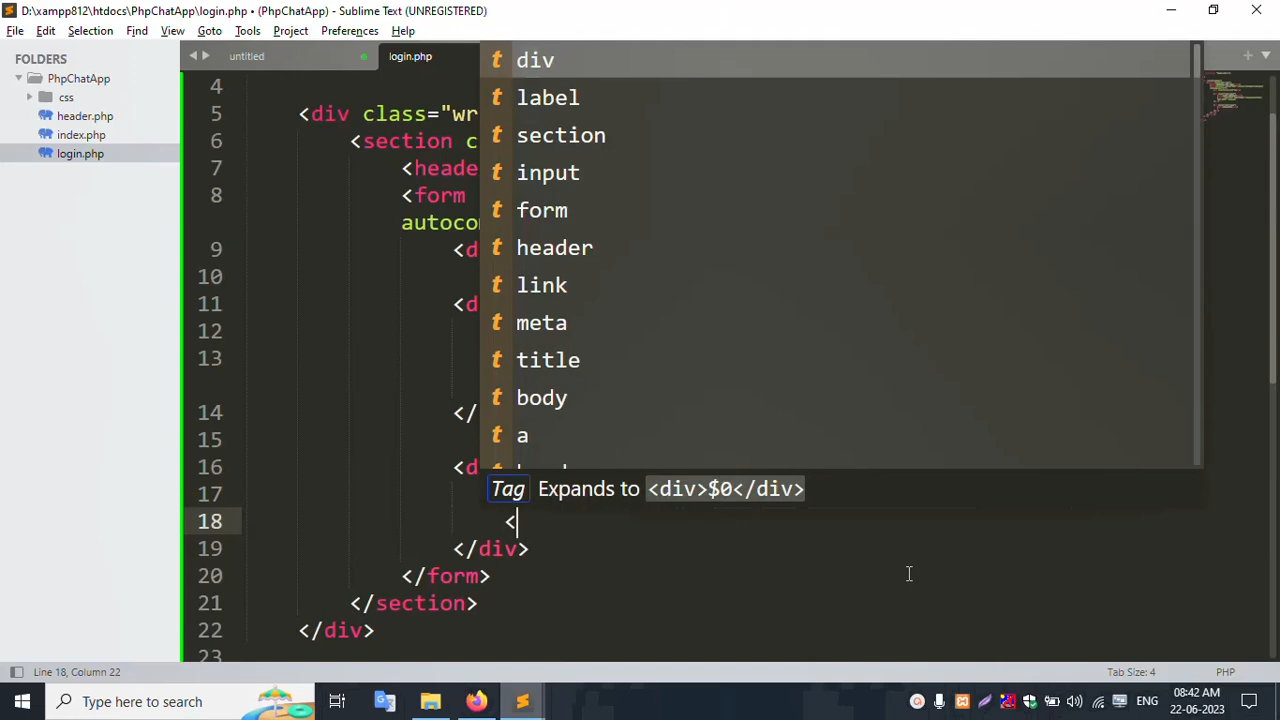 D:\xampp812\htdocs\PhpChatApp\login.php • (PhpChatApp) - Sublime Text (UNREGISTERED)
File Edit Selection Find View Goto Tools Project Preferences Help
FOLDERS
PhpChatApp
css
header.php
index.php
login.php
untitled
login.php
4
5 <div class="wr
6 <section c
7 <heade
8 <form
autocom
9 <d
10
11 <d
12
13
14 </
15
16 <d
17
18 <
19 </div>
20 </form>
21 </section>
22 </div>
23
t div
t label
t section
t input
t form
t header
t link
t meta
t title
t body
t a
Tag Expands to <div>$0</div>
Line 18, Column 22
Tab Size: 4
PHP
Type here to search
ENG
08:42 AM
22-06-2023